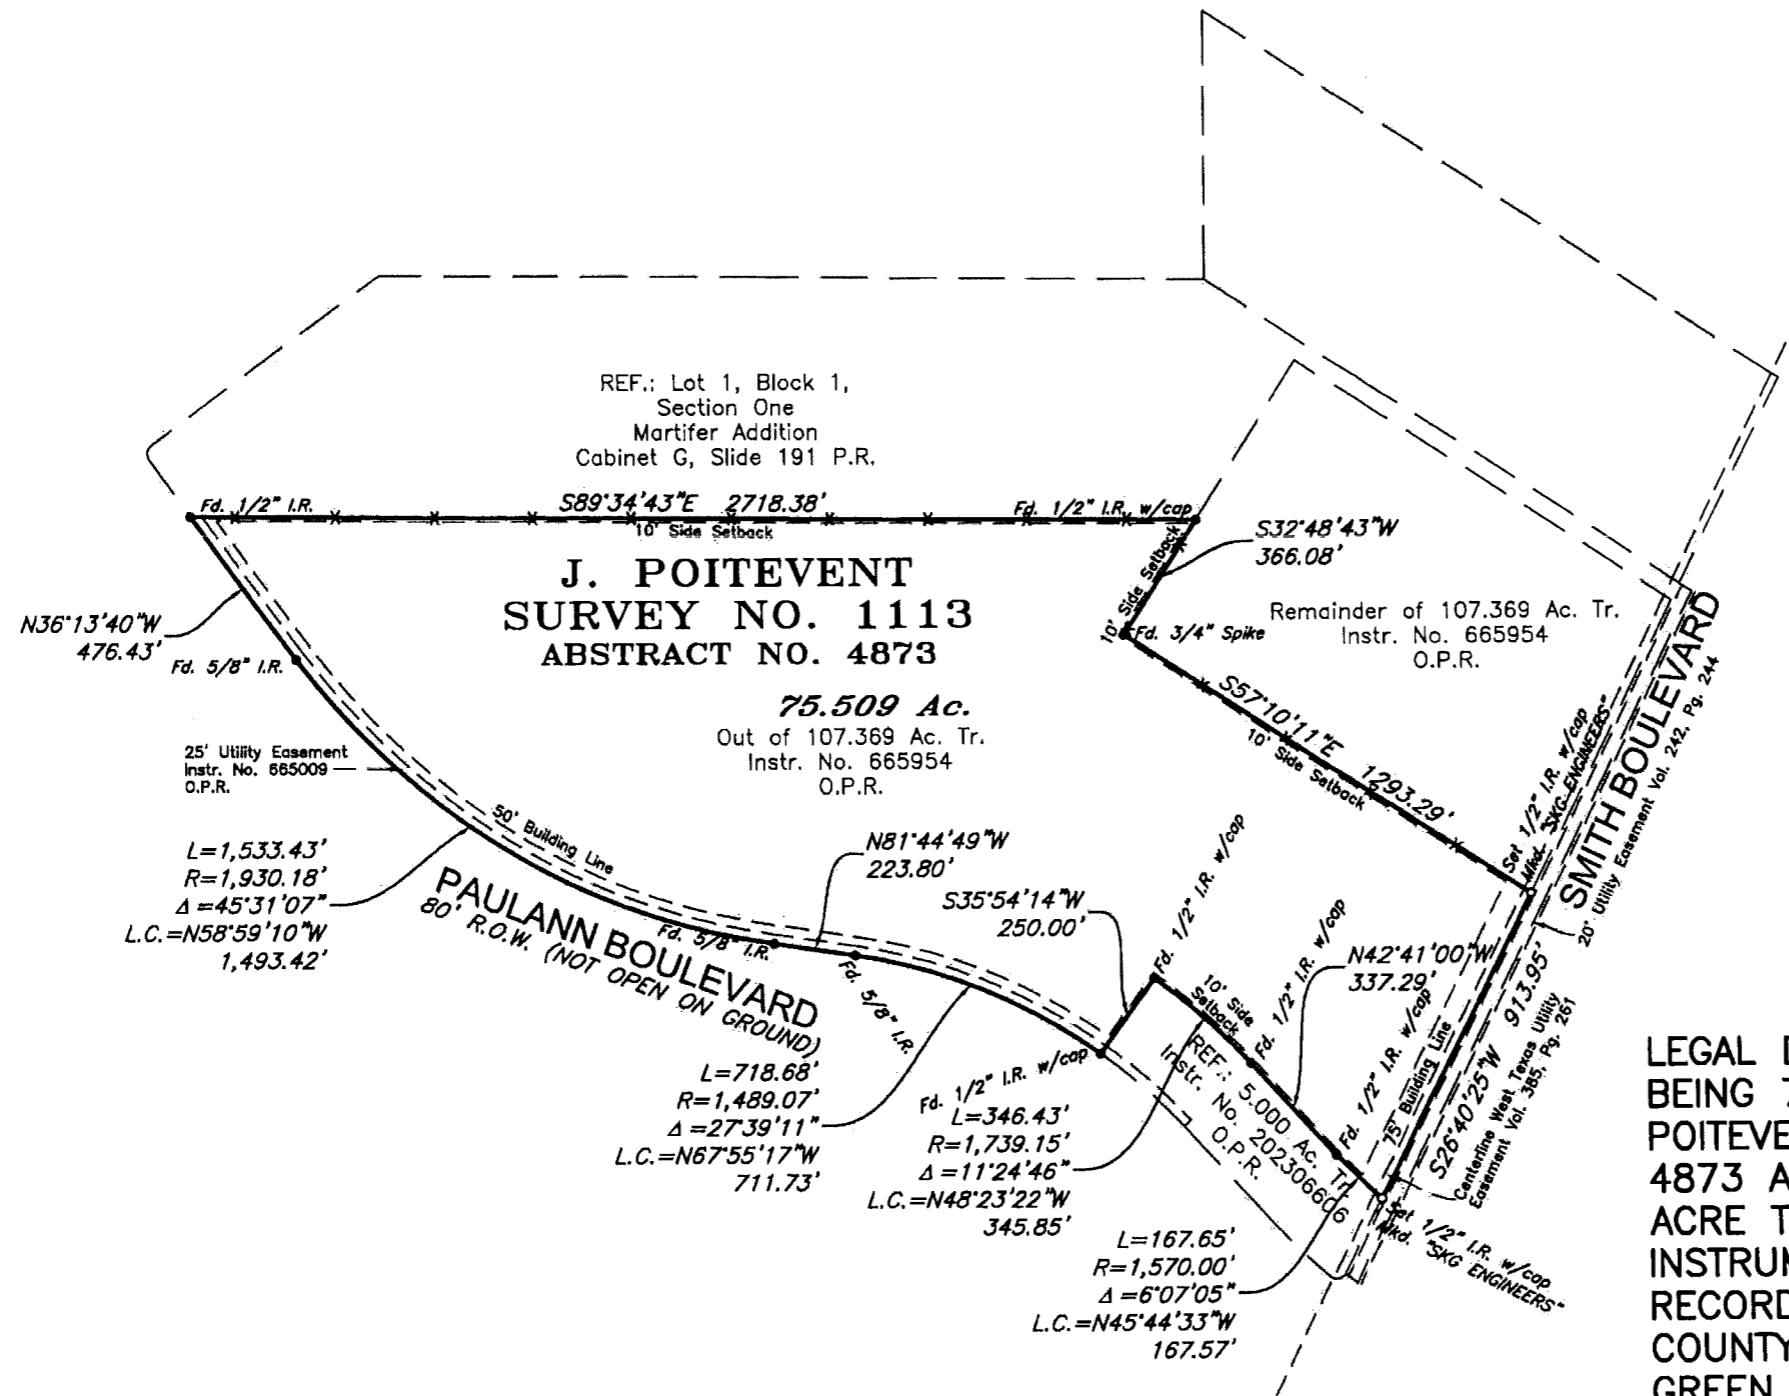 REF.: Lot 1, Block 1,
Section One
Martifer Addition
Cabinet G, Slide 191 P.R.
Fd. 1/2" I.R.
S89°34'43"E 2718.38'
Fd. 1/2" I.R. w/cap
10' Side Setback
J. POITEVENT
SURVEY NO. 1113
ABSTRACT NO. 4873
75.509 Ac.
Out of 107.369 Ac. Tr.
Instr. No. 665954
O.P.R.
S32°48'43"W
366.08'
10' Side Setback
Fd. 3/4" Spike
Remainder of 107.369 Ac. Tr.
Instr. No. 665954
O.P.R.
N36°13'40"W
476.43'
Fd. 5/8" I.R.
25' Utility Easement
Instr. No. 665009
O.P.R.
50' Building Line
S57°10'11"E 1293.29'
10' Side Setback
Set 1/2" I.R. w/cap
Mkd. "SKG ENGINEERS"
SMITH BOULEVARD
20' Utility Easement Vol. 242, Pg. 244
L=1,533.43'
R=1,930.18'
Δ=45°31'07"
L.C.=N58°59'10"W
1,493.42'
PAULANN BOULEVARD
80' R.O.W. (NOT OPEN ON GROUND)
Fd. 5/8" I.R.
N81°44'49"W
223.80'
Fd. 5/8" I.R.
S35°54'14"W
250.00'
Fd. 1/2" I.R. w/cap
10' Side
Setback
Fd. 1/2" I.R. w/cap
N42°41'00"W
337.29'
Fd. 1/2" I.R. w/cap
75' Building Line
S26°40'25"W 913.95'
Centerline West Texas Utility
Easement Vol. 385, Pg. 261
L=718.68'
R=1,489.07'
Δ=27°39'11"
L.C.=N67°55'17"W
711.73'
Fd. 1/2" I.R. w/cap
L=346.43'
R=1,739.15'
Δ=11°24'46"
L.C.=N48°23'22"W
345.85'
REF.: 5.000 Ac. Tr.
Instr. No. 202306606
O.P.R.
L=167.65'
R=1,570.00'
Δ=6°07'05"
L.C.=N45°44'33"W
167.57'
Set 1/2" I.R. w/cap
Mkd. "SKG ENGINEERS"
LEGAL
BEING
POITEVE
4873 A
ACRE T
INSTRUM
RECORD
COUNTY
GREEN